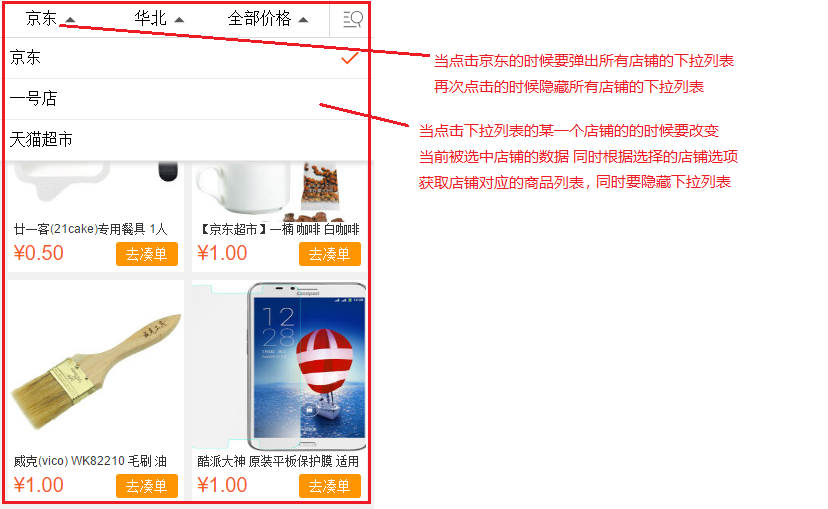 京东 华北 全部价格
京东
一号店
天猫超市
当点击京东的时候要弹出所有店铺的下拉列表
再次点击的时候隐藏所有店铺的下拉列表
当点击下拉列表的某一个店铺的的时候要改变
当前被选中店铺的数据 同时根据选择的店铺选项
获取店铺对应的商品列表，同时要隐藏下拉列表
廿一客(21cake)专用餐具 1人
¥0.50 去凑单
【京东超市】一楠 咖啡 白咖啡
¥1.00 去凑单
12
28
威克(vico) WK82210 毛刷 油
¥1.00 去凑单
酷派大神 原装平板保护膜 适用
¥1.00 去凑单